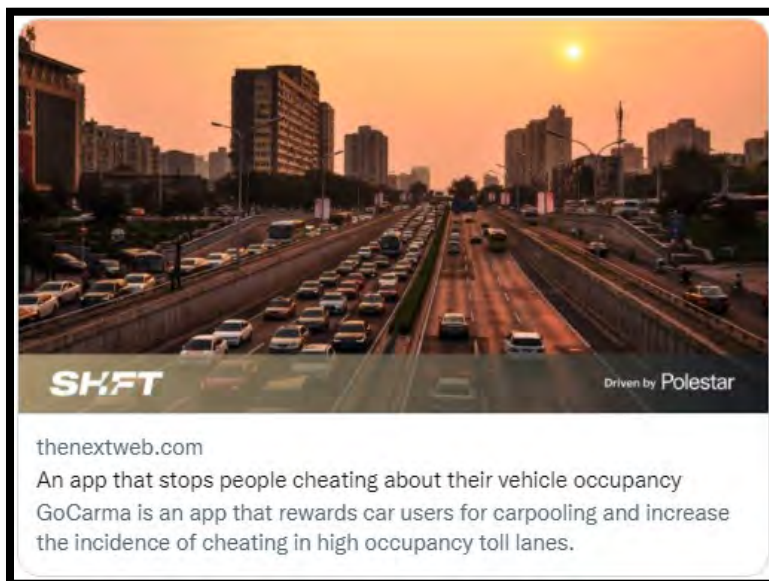 SHIFT
Driven by Polestar
thenextweb.com
An app that stops people cheating about their vehicle occupancy
GoCarma is an app that rewards car users for carpooling and increase
the incidence of cheating in high occupancy toll lanes.